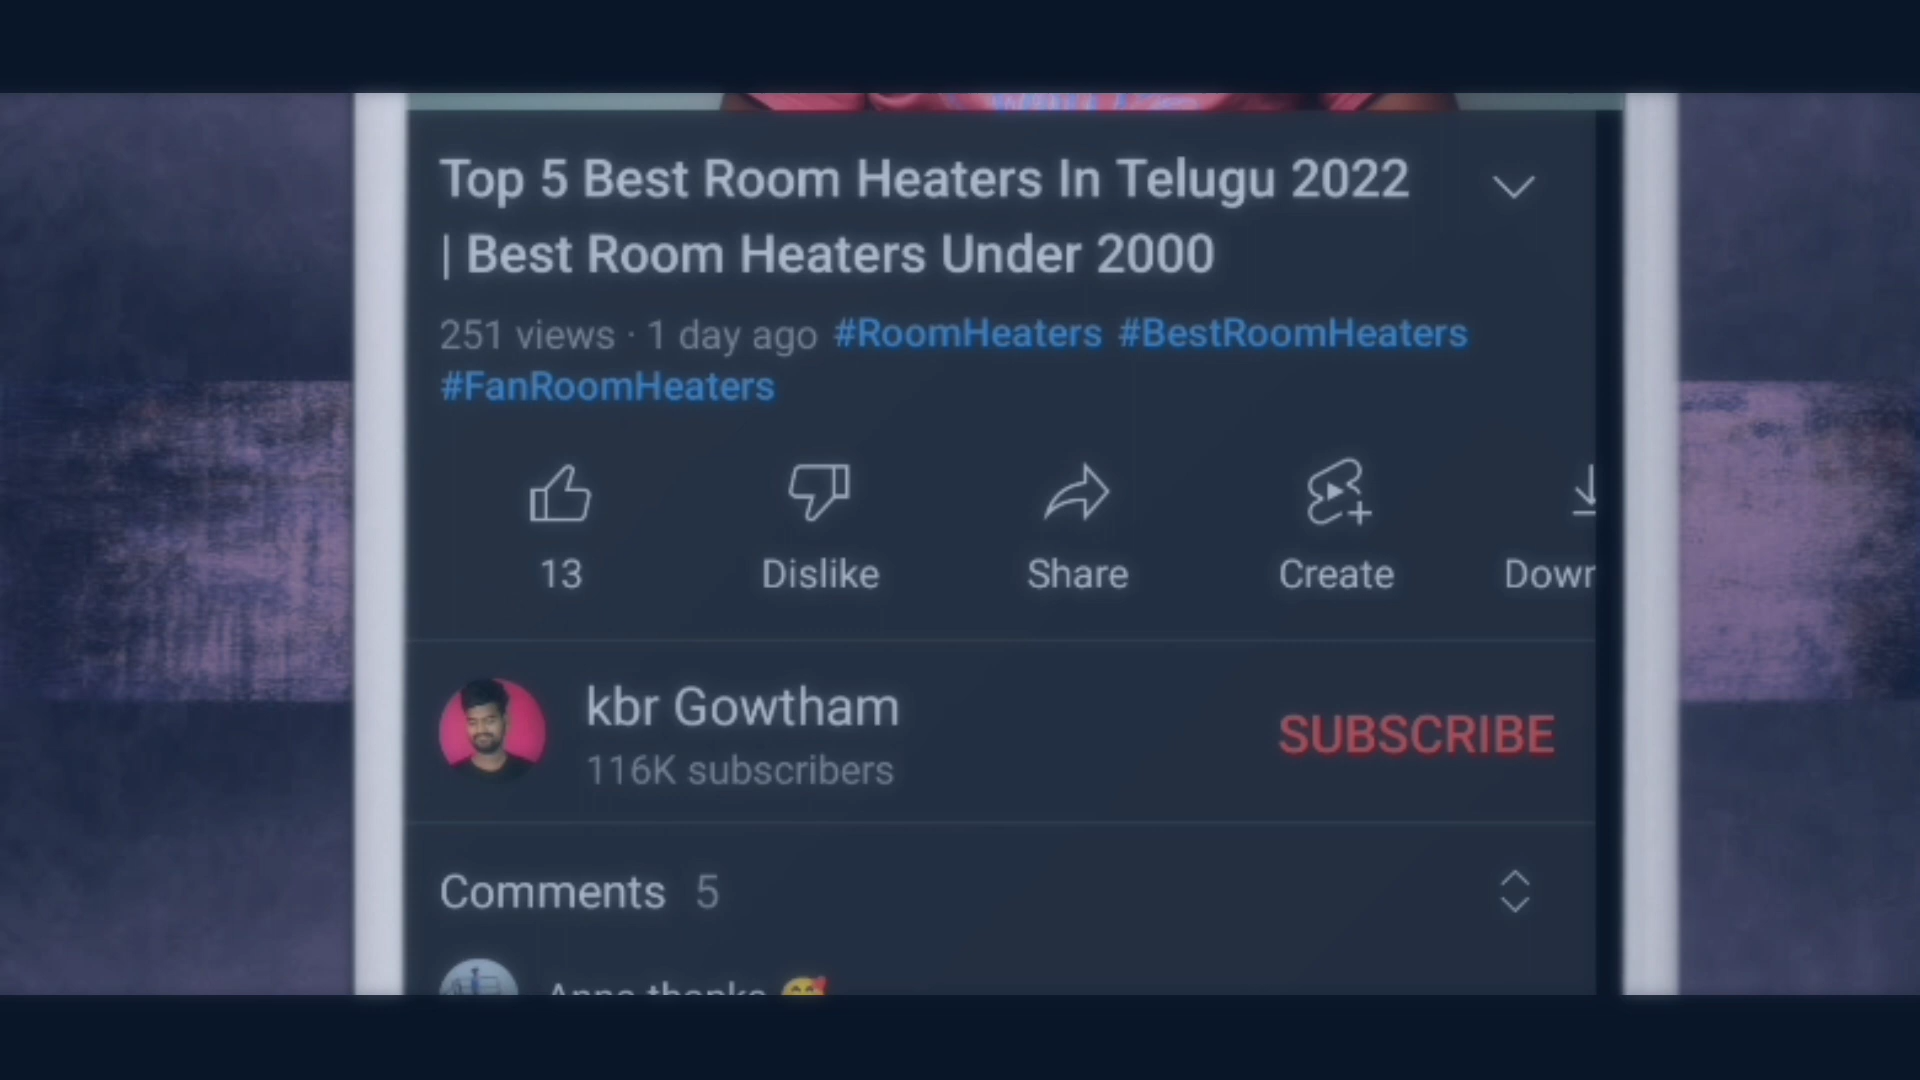 Top 5 Best Room Heaters In Telugu 2022
| Best Room Heaters Under 2000
251 views · 1 day ago #RoomHeaters #BestRoomHeaters
#FanRoomHeaters
13 Dislike Share Create
kbr Gowtham
116K subscribers
SUBSCRIBE
Comments 5
thanks 🥰